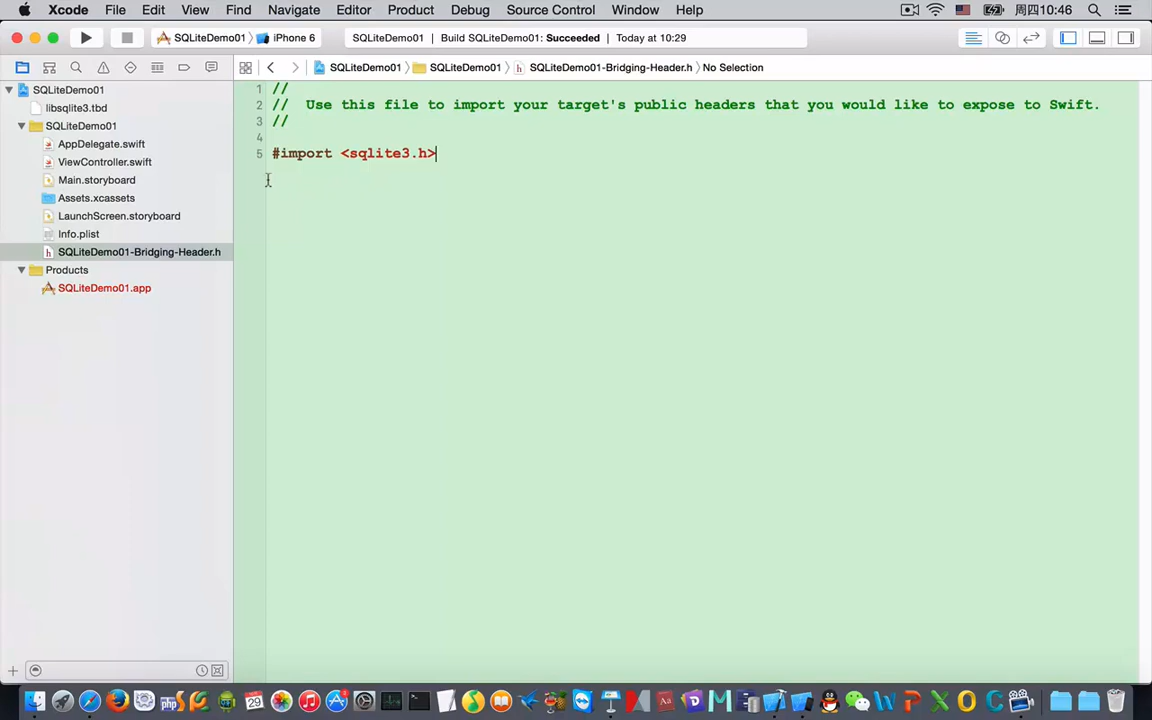 Xcode File Edit View Find Navigate Editor Product Debug Source Control Window Help 周四10:46
SQLiteDemo01 iPhone 6 SQLiteDemo01 Build SQLiteDemo01: Succeeded Today at 10:29
SQLiteDemo01 SQLiteDemo01 SQLiteDemo01-Bridging-Header.h No Selection
SQLiteDemo01
libsqlite3.tbd
SQLiteDemo01
AppDelegate.swift
ViewController.swift
Main.storyboard
Assets.xcassets
LaunchScreen.storyboard
Info.plist
SQLiteDemo01-Bridging-Header.h
Products
SQLiteDemo01.app
1 //
2 // Use this file to import your target's public headers that you would like to expose to Swift.
3 //
4
5 #import <sqlite3.h>
php
29